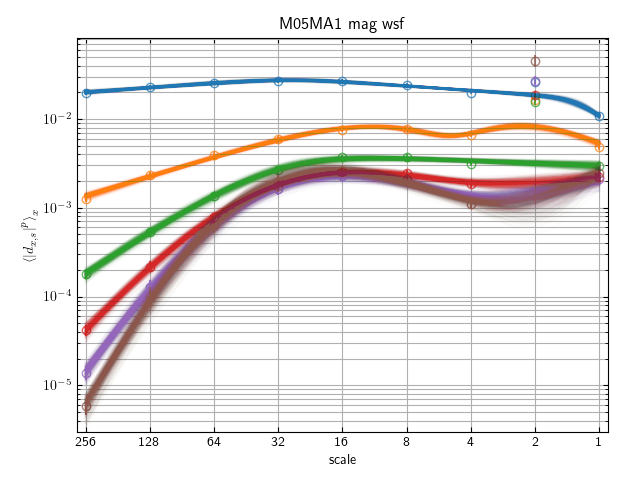 M05MA1 mag wsf
⟨|d_{x,s}|^p⟩_x
10^{-2}
10^{-3}
10^{-4}
10^{-5}
256 128 64 32 16 8 4 2 1
scale